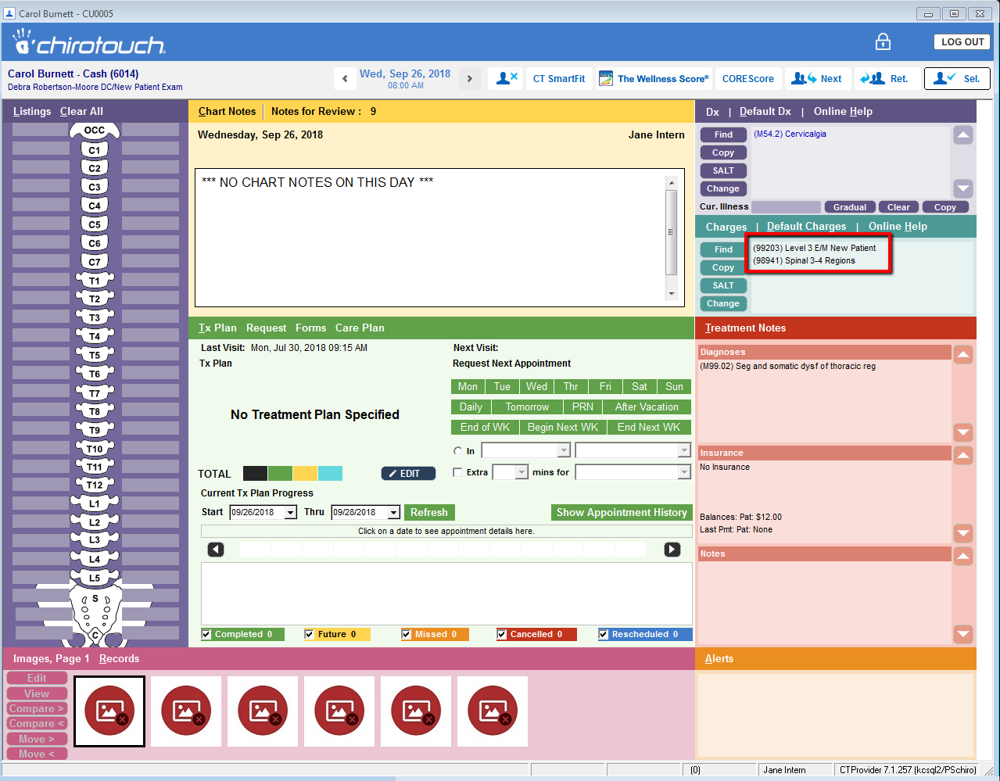 Carol Burnett - CU0005
chirotouch.
LOG OUT
Carol Burnett - Cash (6014)
Debra Robertson-Moore DC/New Patient Exam
Wed, Sep 26, 2018
08:00 AM
CT SmartFit
The Wellness Score®
COREScore
Next
Ret.
Sel.
Listings Clear All
OCC
C1
C2
C3
C4
C5
C6
C7
T1
T2
T3
T4
T5
T6
T7
T8
T9
T10
T11
T12
L1
L2
L3
L4
L5
S
C
Chart Notes Notes for Review : 9
Wednesday, Sep 26, 2018 Jane Intern
*** NO CHART NOTES ON THIS DAY ***
Dx | Default Dx | Online Help
Find
Copy
SALT
Change
(M54.2) Cervicalgia
Cur. Illness Gradual Clear Copy
Charges | Default Charges | Online Help
Find
Copy
SALT
Change
(99203) Level 3 E/M New Patient
(98941) Spinal 3-4 Regions
Tx Plan Request Forms Care Plan
Last Visit: Mon, Jul 30, 2018 09:15 AM
Next Visit:
Tx Plan
Request Next Appointment
No Treatment Plan Specified
Mon Tue Wed Thr Fri Sat Sun
Daily Tomorrow PRN After Vacation
End of WK Begin Next WK End Next WK
In
TOTAL EDIT
Extra mins for
Current Tx Plan Progress
Start 09/26/2018 Thru 09/28/2018 Refresh Show Appointment History
Click on a date to see appointment details here.
Completed 0 Future 0 Missed 0 Cancelled 0 Rescheduled 0
Treatment Notes
Diagnoses
(M99.02) Seg and somatic dysf of thoracic reg
Insurance
No Insurance
Balances: Pat: $12.00
Last Pmt: Pat: None
Notes
Images, Page 1 Records
Edit
View
Compare >
Compare <
Move >
Move <
Alerts
(0) Jane Intern CTProvider 7.1.257 (kcsql2/PSchiro)